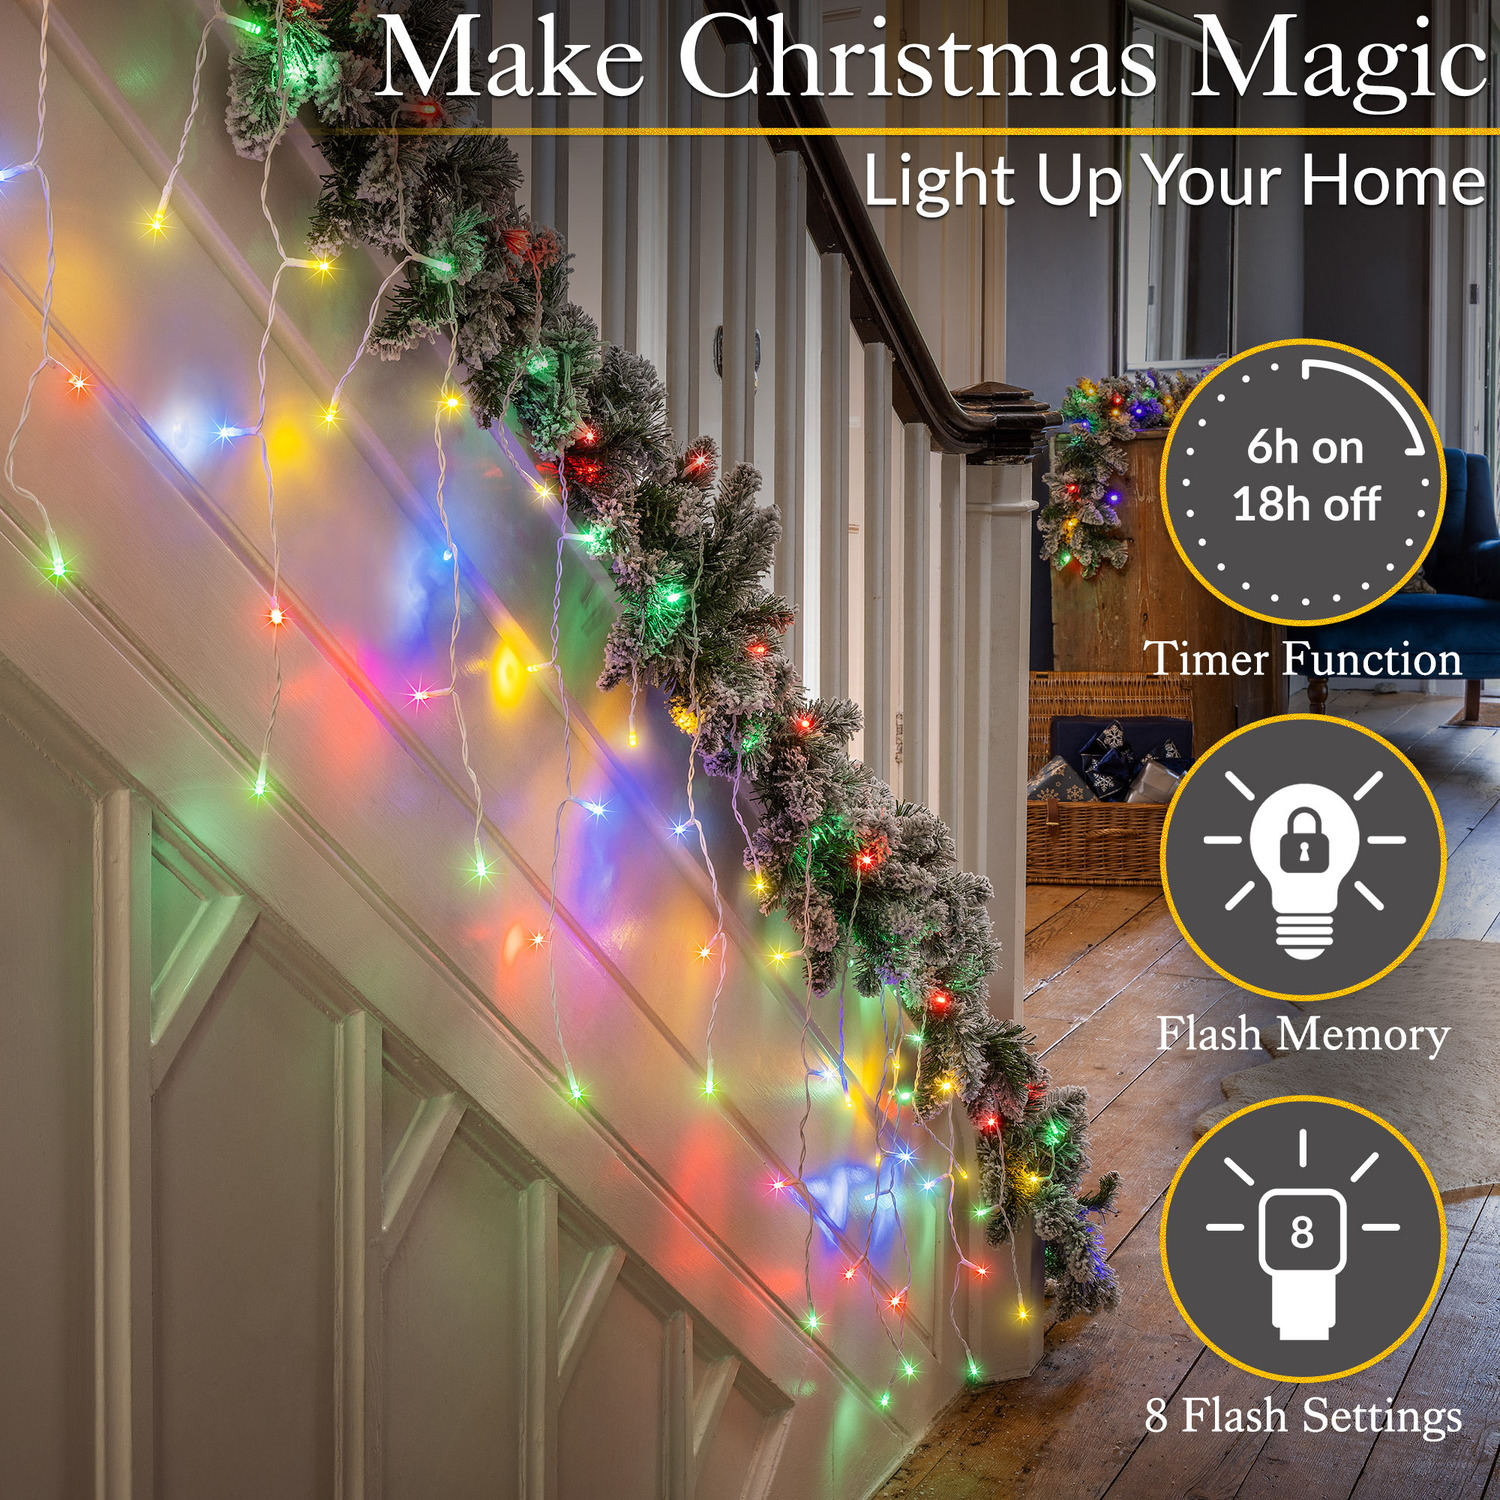 Make Christmas Magic
Light Up Your Home
6h on
18h off
Timer Function
Flash Memory
8
8 Flash Settings